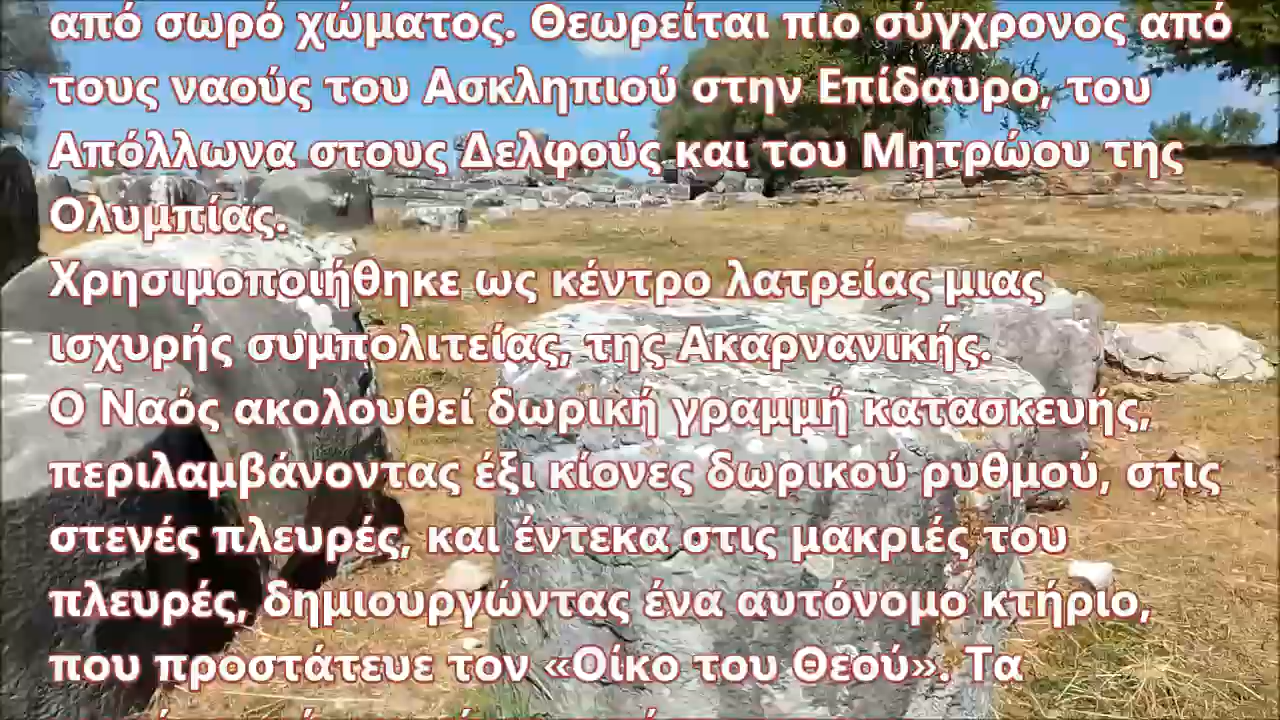 από σωρό χώματος. Θεωρείται πιο σύγχρονος από
τους ναούς του Ασκληπιού στην Επίδαυρο, του
Απόλλωνα στους Δελφούς και του Μητρώου της
Ολυμπίας.
Χρησιμοποιήθηκε ως κέντρο λατρείας μιας
ισχυρής συμπολιτείας, της Ακαρνανικής.
Ο Ναός ακολουθεί δωρική γραμμή κατασκευής,
περιλαμβάνοντας έξι κίονες δωρικού ρυθμού, στις
στενές πλευρές, και έντεκα στις μακριές του
πλευρές, δημιουργώντας ένα αυτόνομο κτήριο,
που προστάτευε τον «Οίκο του Θεού». Τα